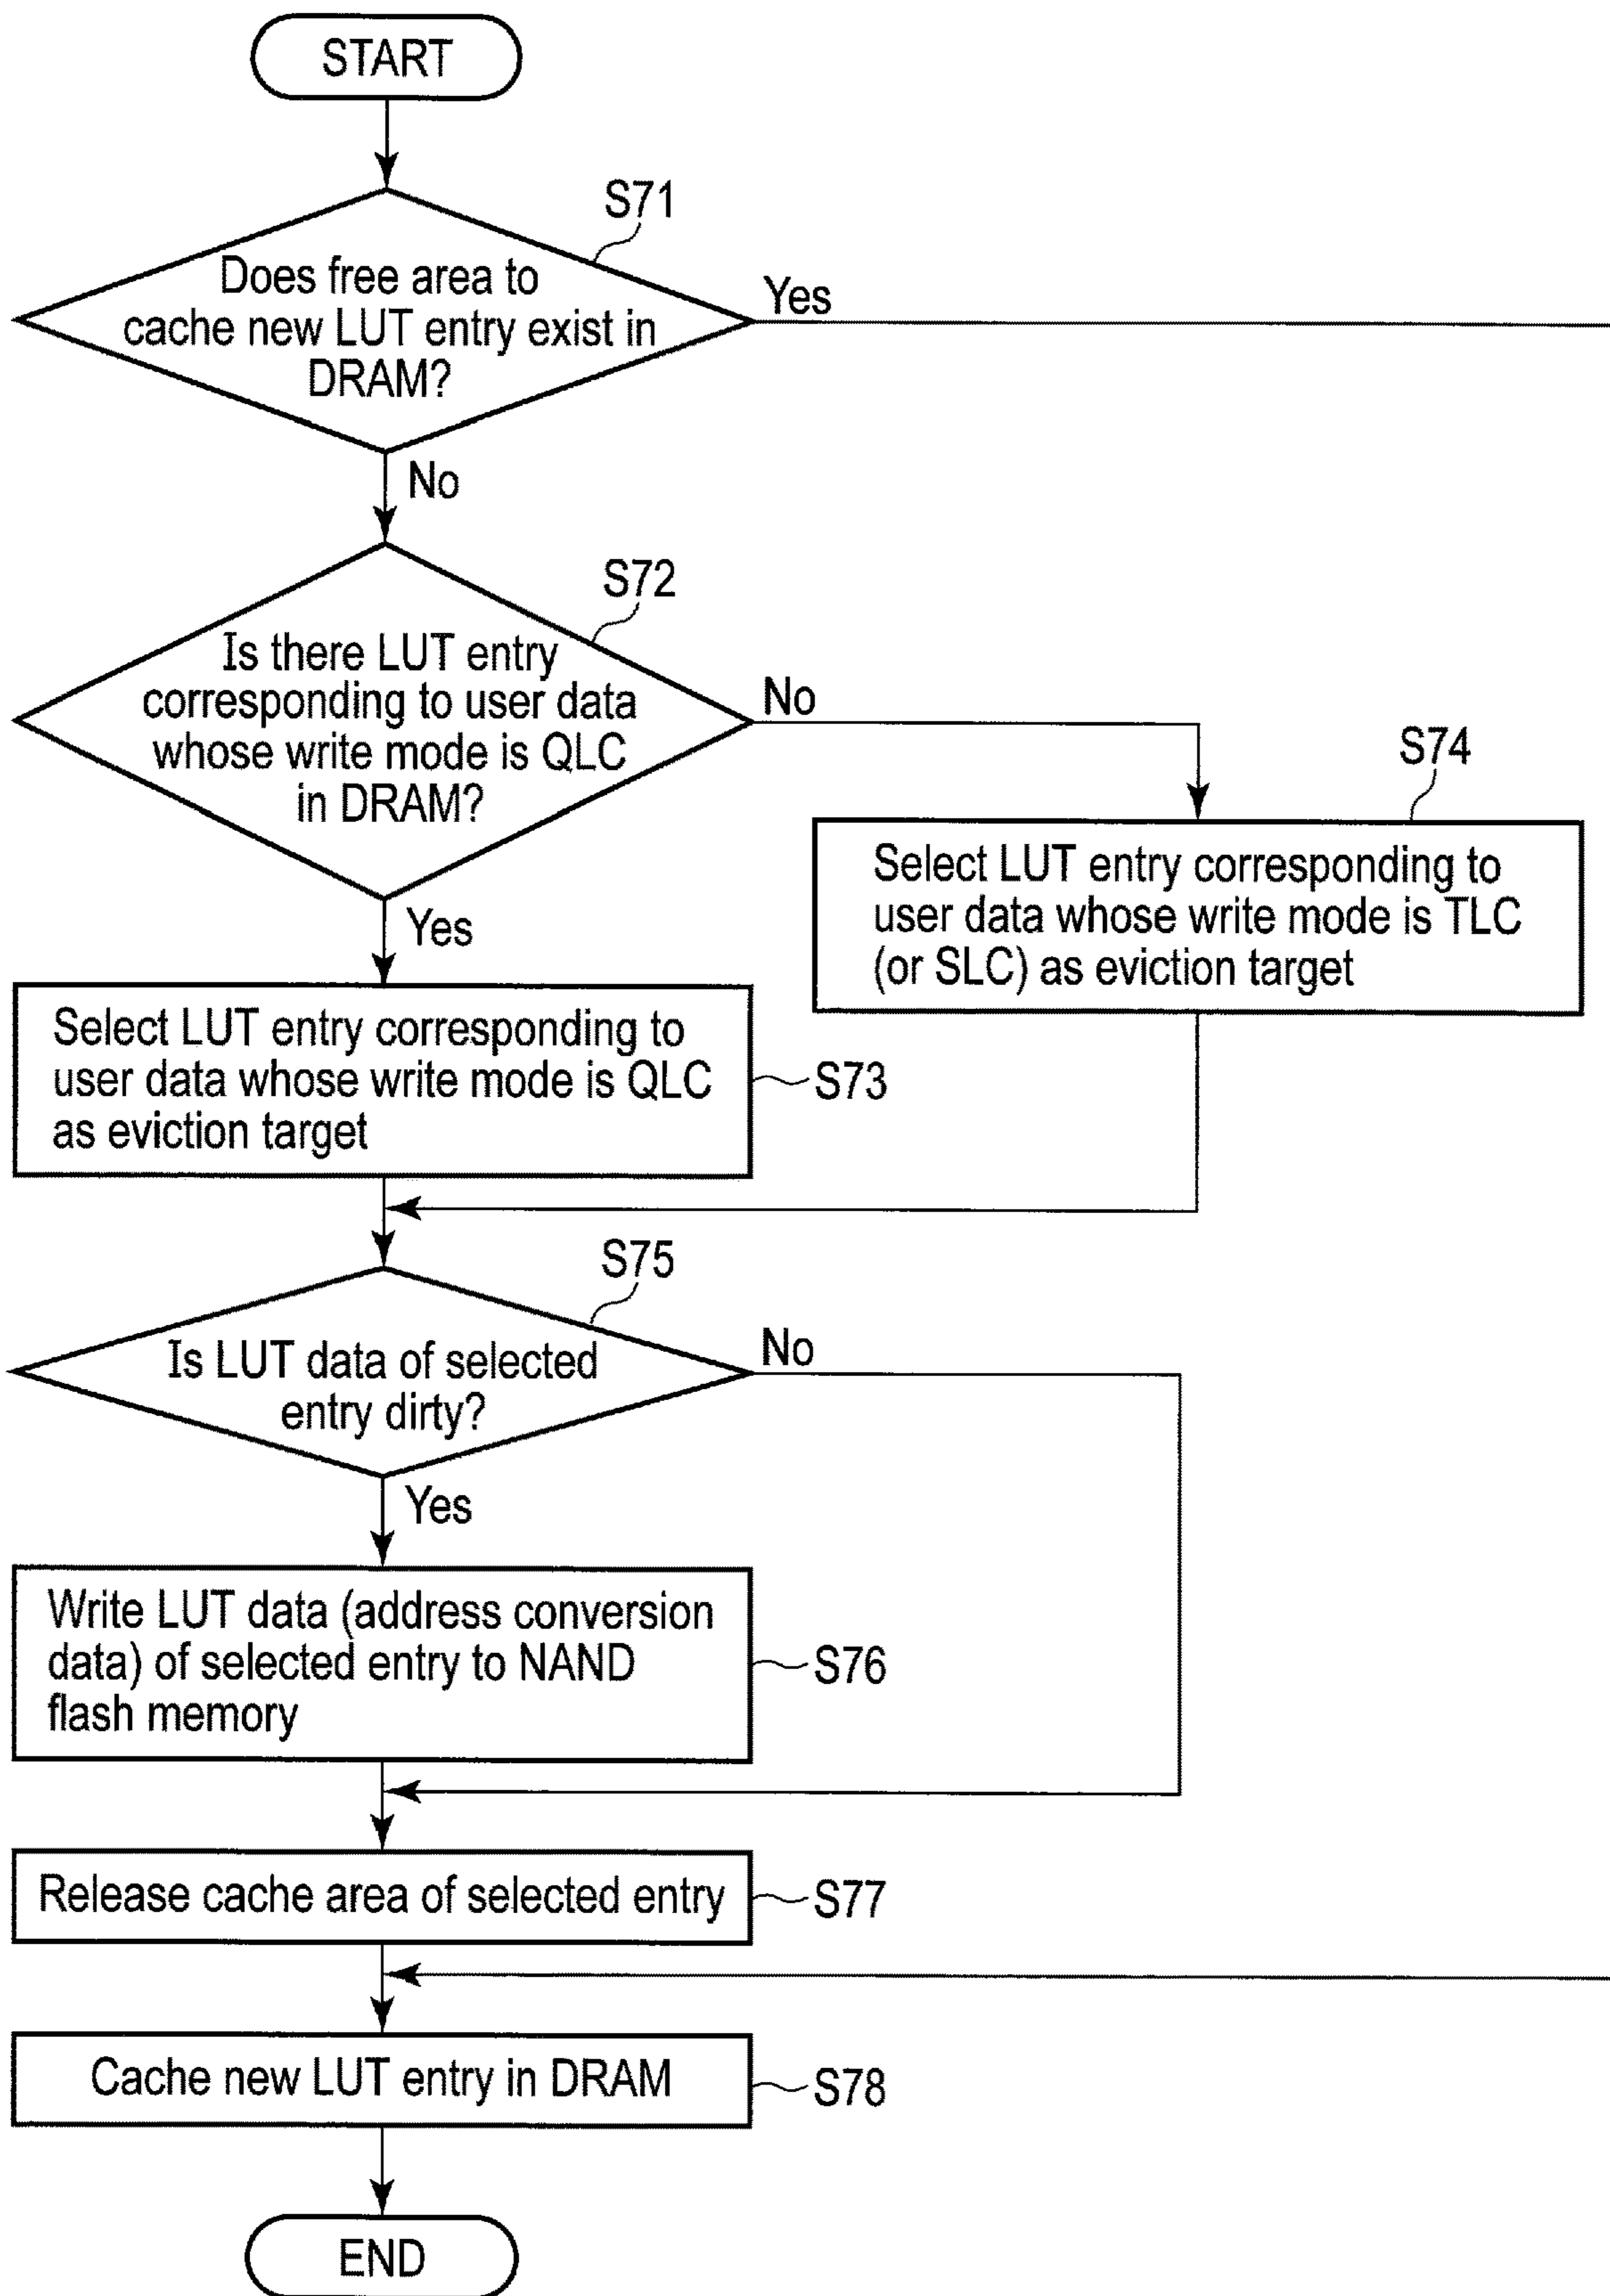 START
S71
Does free area to
cache new LUT entry exist in
DRAM?
Yes
No
S72
Is there LUT entry
corresponding to user data
whose write mode is QLC
in DRAM?
No
S74
Select LUT entry corresponding to
user data whose write mode is TLC
(or SLC) as eviction target
Yes
Select LUT entry corresponding to
user data whose write mode is QLC
as eviction target
S73
S75
Is LUT data of selected
entry dirty?
No
Yes
Write LUT data (address conversion
data) of selected entry to NAND
flash memory
S76
Release cache area of selected entry
S77
Cache new LUT entry in DRAM
S78
END